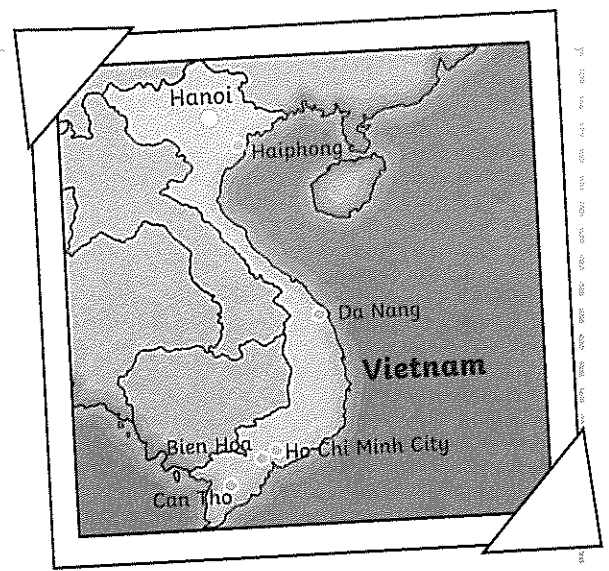 Hanoi
Haiphong
Da Nang
Vietnam
Bien Hoa
Ho Chi Minh City
Can Tho